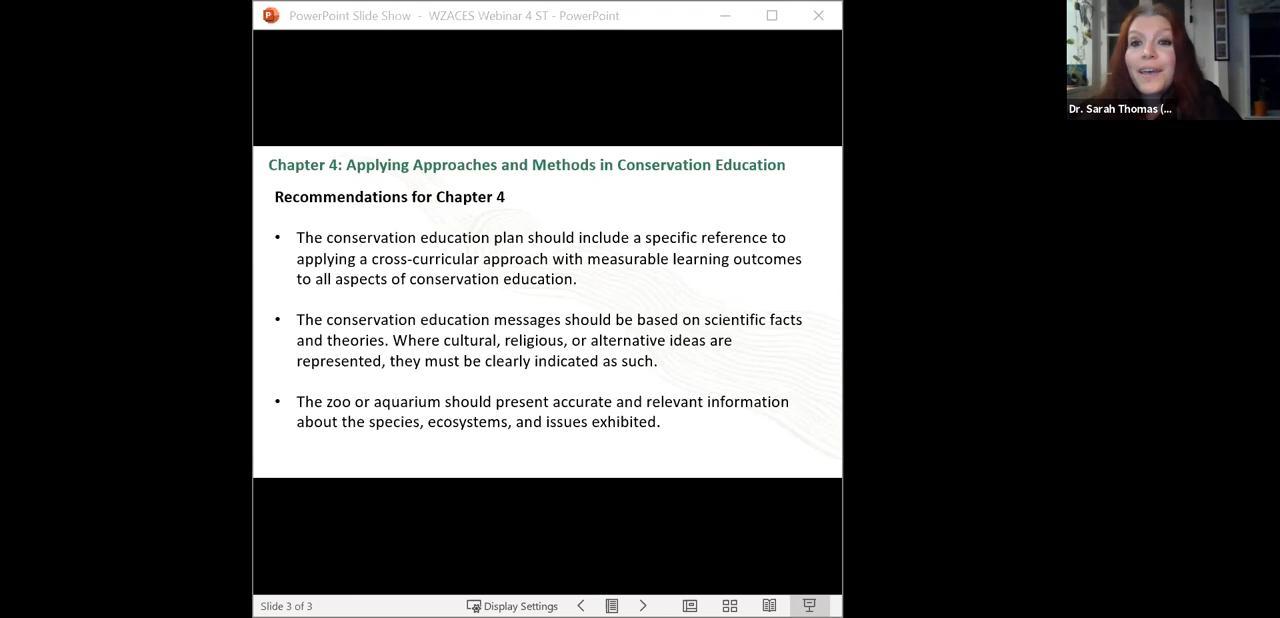 PowerPoint Slide Show - WZACES Webinar 4 ST - PowerPoint
Dr. Sarah Thomas (...
Chapter 4: Applying Approaches and Methods in Conservation Education
Recommendations for Chapter 4
• The conservation education plan should include a specific reference to
applying a cross-curricular approach with measurable learning outcomes
to all aspects of conservation education.
• The conservation education messages should be based on scientific facts
and theories. Where cultural, religious, or alternative ideas are
represented, they must be clearly indicated as such.
• The zoo or aquarium should present accurate and relevant information
about the species, ecosystems, and issues exhibited.
Slide 3 of 3
Display Settings